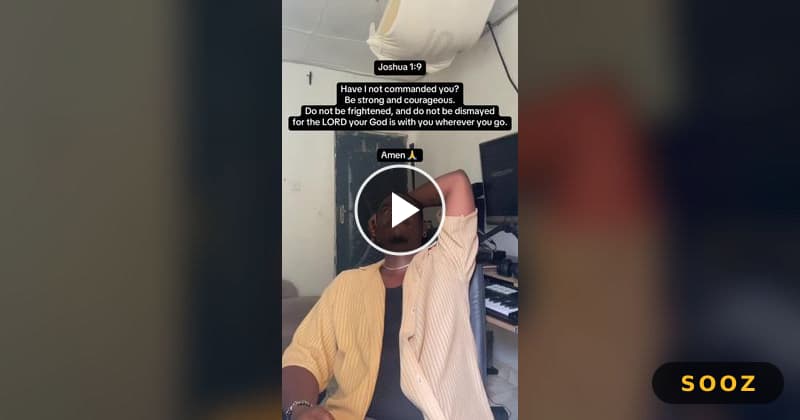 Joshua 1:9
Have I not commanded you?
Be strong and courageous.
Do not be frightened, and do not be dismayed
for the LORD your God is with you wherever you go.
Amen 🙏
SOOZ